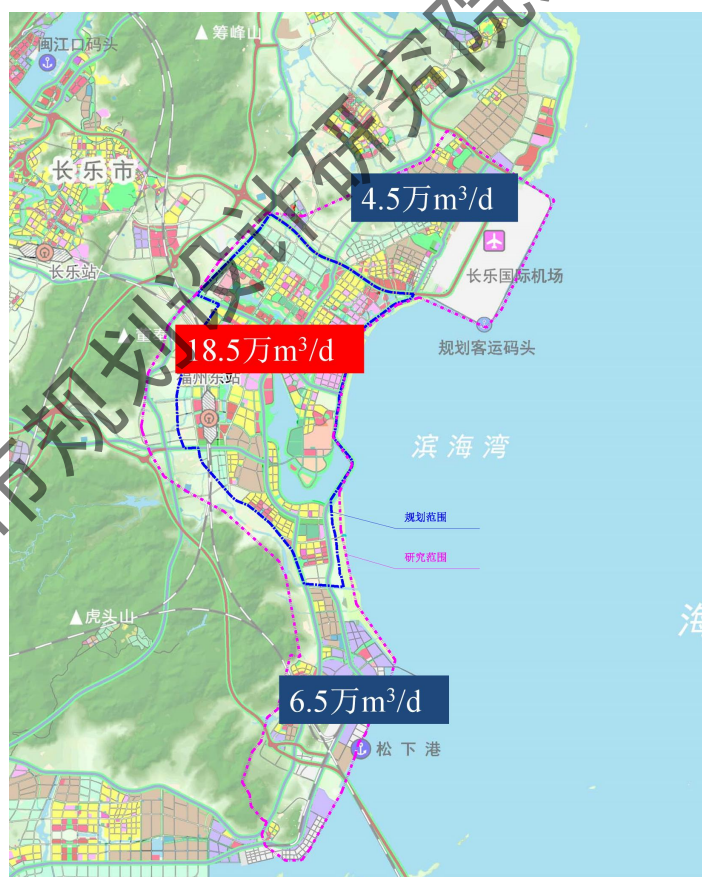 筹峰山
闽江口码头
长乐市
4.5万m³/d
长乐站
长乐国际机场
规划客运码头
18.5万m³/d
福州东站
滨海湾
规划范围
研究范围
虎头山
海
6.5万m³/d
松下港
市规划设计研究院